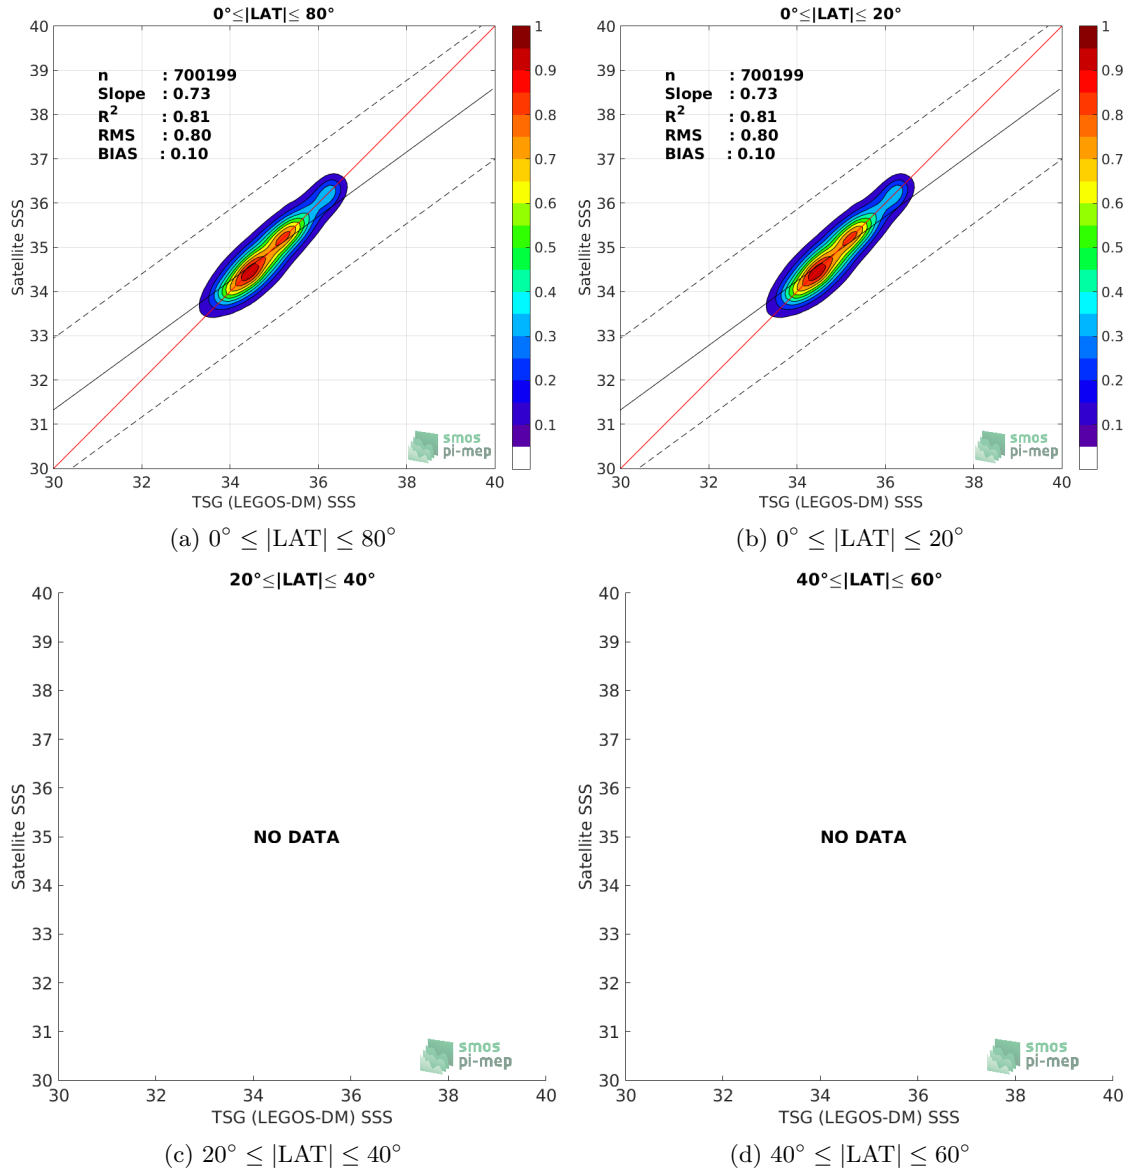 0°≤|LAT|≤ 80°
40
39
38
37
36
35
34
33
32
31
30
Satellite SSS
n : 700199
Slope : 0.73
R² : 0.81
RMS : 0.80
BIAS : 0.10
smos
pi-mep
30 32 34 36 38 40
TSG (LEGOS-DM) SSS
1
0.9
0.8
0.7
0.6
0.5
0.4
0.3
0.2
0.1
(a) 0° ≤ |LAT| ≤ 80°
0°≤|LAT|≤ 20°
40
39
38
37
36
35
34
33
32
31
30
Satellite SSS
n : 700199
Slope : 0.73
R² : 0.81
RMS : 0.80
BIAS : 0.10
smos
pi-mep
30 32 34 36 38 40
TSG (LEGOS-DM) SSS
1
0.9
0.8
0.7
0.6
0.5
0.4
0.3
0.2
0.1
(b) 0° ≤ |LAT| ≤ 20°
20°≤|LAT|≤ 40°
40
39
38
37
36
35
34
33
32
31
30
Satellite SSS
NO DATA
smos
pi-mep
30 32 34 36 38 40
TSG (LEGOS-DM) SSS
(c) 20° ≤ |LAT| ≤ 40°
40°≤|LAT|≤ 60°
40
39
38
37
36
35
34
33
32
31
30
Satellite SSS
NO DATA
smos
pi-mep
30 32 34 36 38 40
TSG (LEGOS-DM) SSS
(d) 40° ≤ |LAT| ≤ 60°